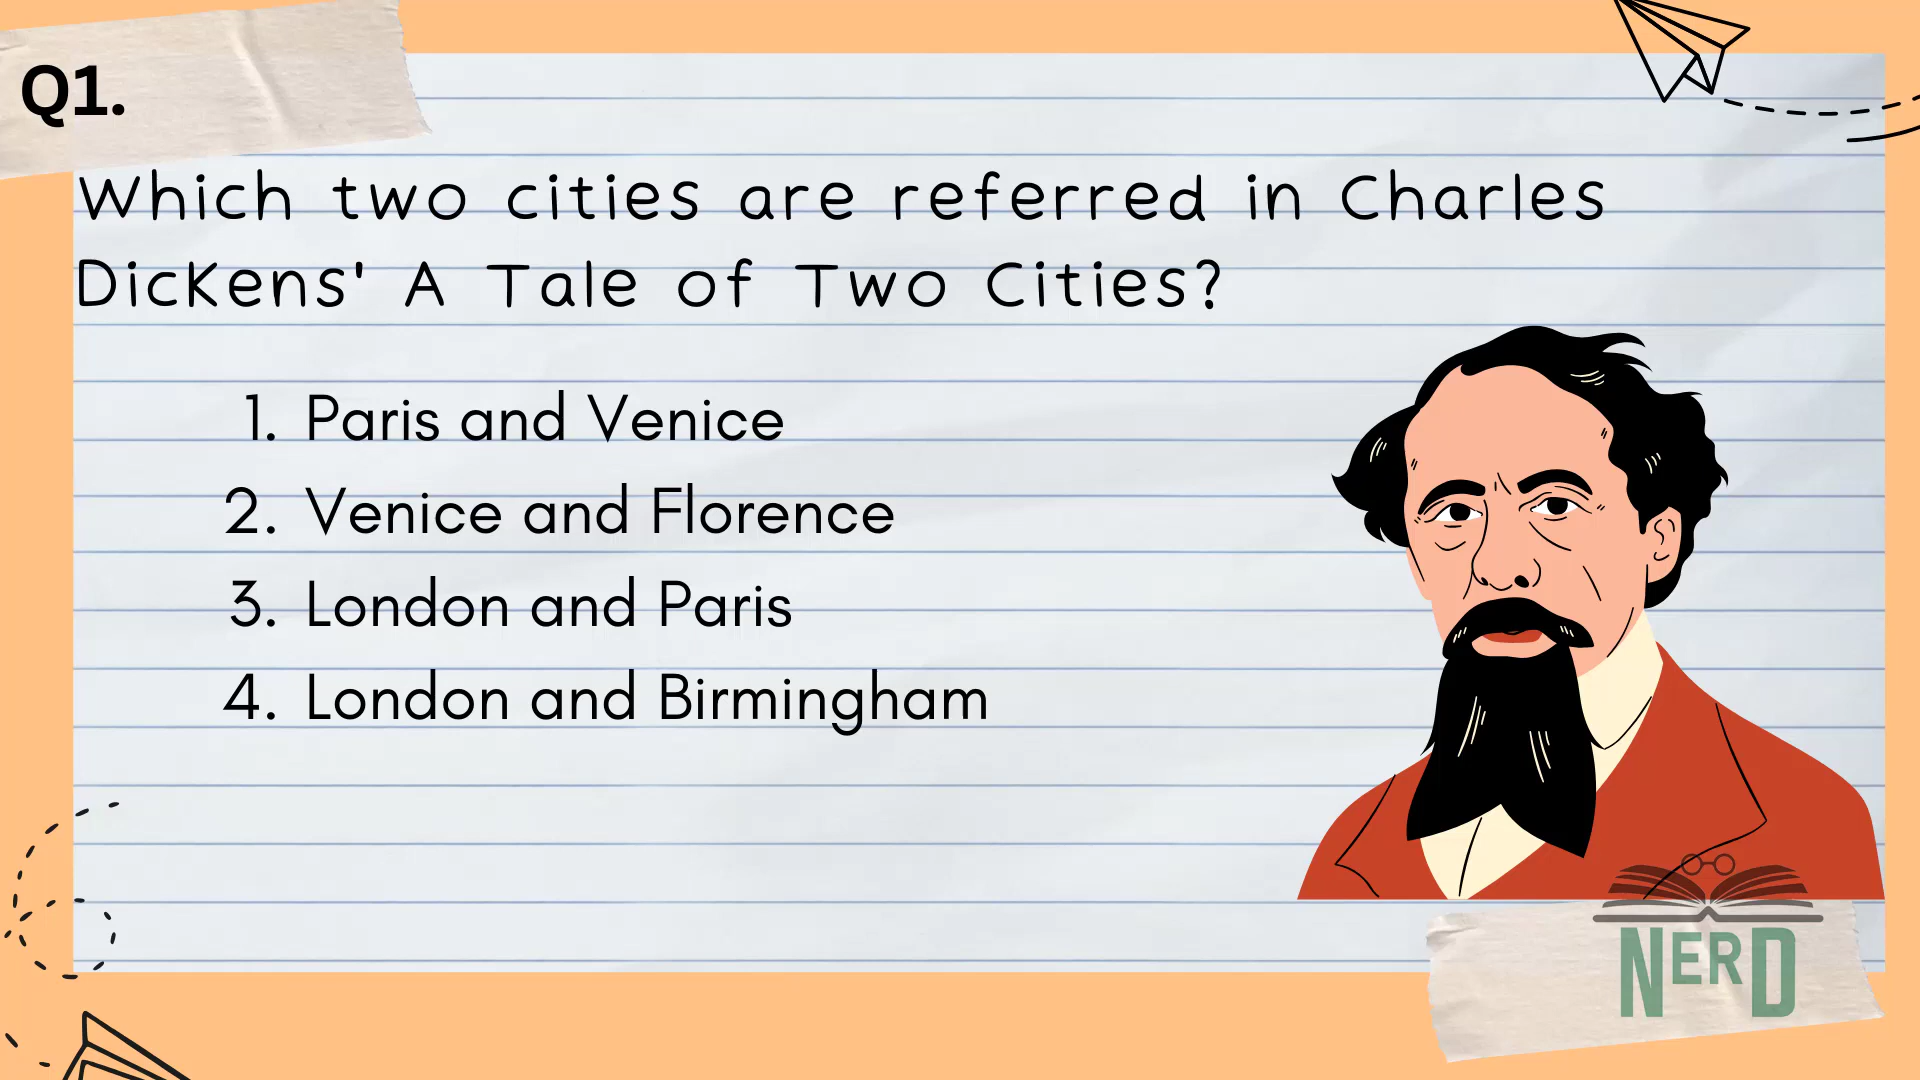 Q1.
Which two cities are referred in Charles
Dickens' A Tale of Two Cities?
1. Paris and Venice
2. Venice and Florence
3. London and Paris
4. London and Birmingham
NERD